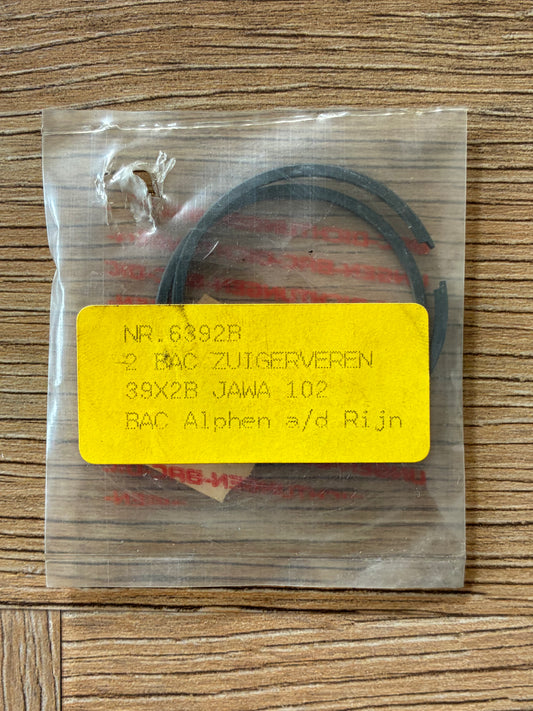 NR.6392B
2 BAC ZUIGERVEREN
39X2B JAWA 102
BAC Alphen a/d Rijn